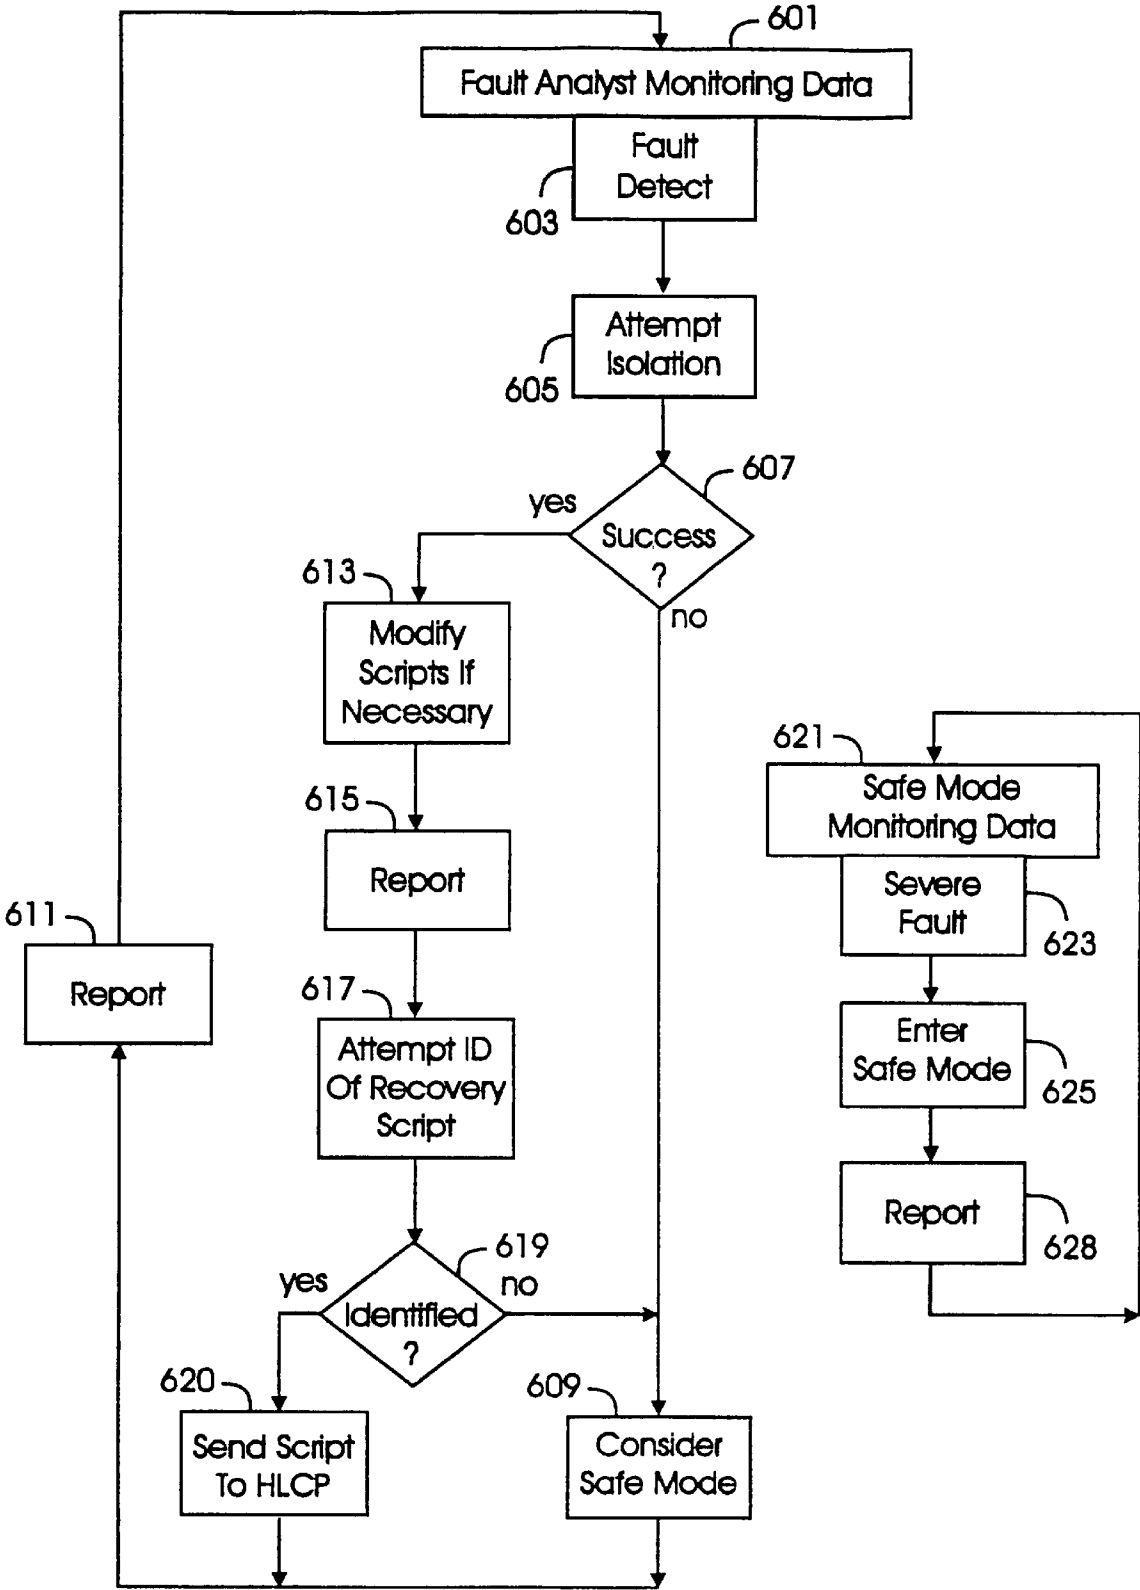 601
Fault Analyst Monitoring Data
Fault
Detect
603
Attempt
Isolation
605
607
yes
Success
?
no
613
Modify
Scripts If
Necessary
615
Report
611
Report
617
Attempt ID
Of Recovery
Script
619
yes
no
Identified
?
620
Send Script
To HLCP
609
Consider
Safe Mode
621
Safe Mode
Monitoring Data
Severe
Fault
623
Enter
Safe Mode
625
Report
628